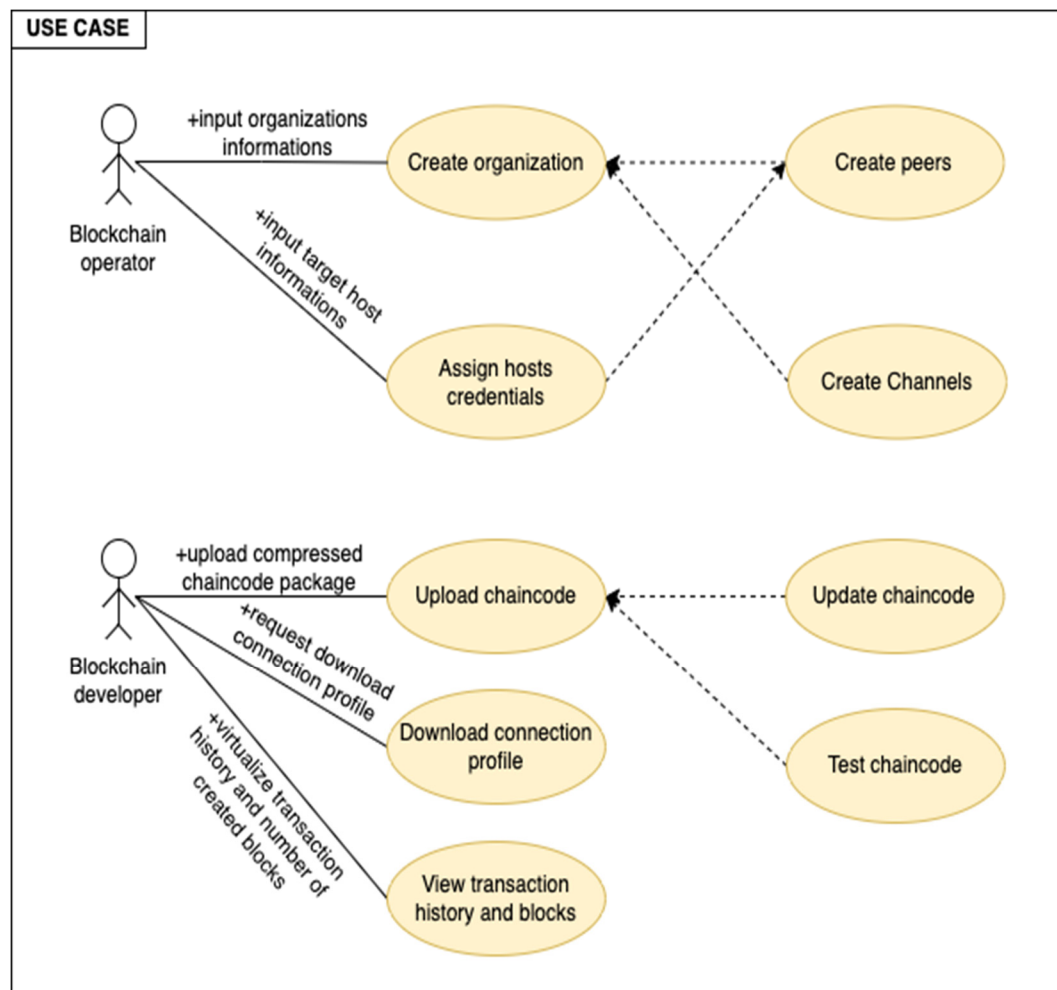 USE CASE
+input organizations
informations
Create organization
Create peers
Blockchain
operator
+input target host
informations
Assign hosts
credentials
Create Channels
+upload compressed
chaincode package
Upload chaincode
Update chaincode
Blockchain
developer
+request download
connection profile
Download connection
profile
Test chaincode
+virtualize transaction
history and number of
created blocks
View transaction
history and blocks